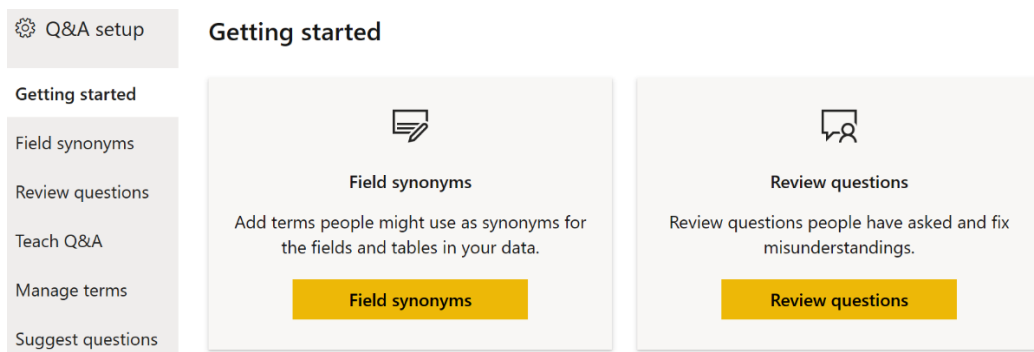 Q&A setup
Getting started
Field synonyms
Review questions
Teach Q&A
Manage terms
Suggest questions
Getting started
Field synonyms
Add terms people might use as synonyms for
the fields and tables in your data.
Field synonyms
Review questions
Review questions people have asked and fix
misunderstandings.
Review questions